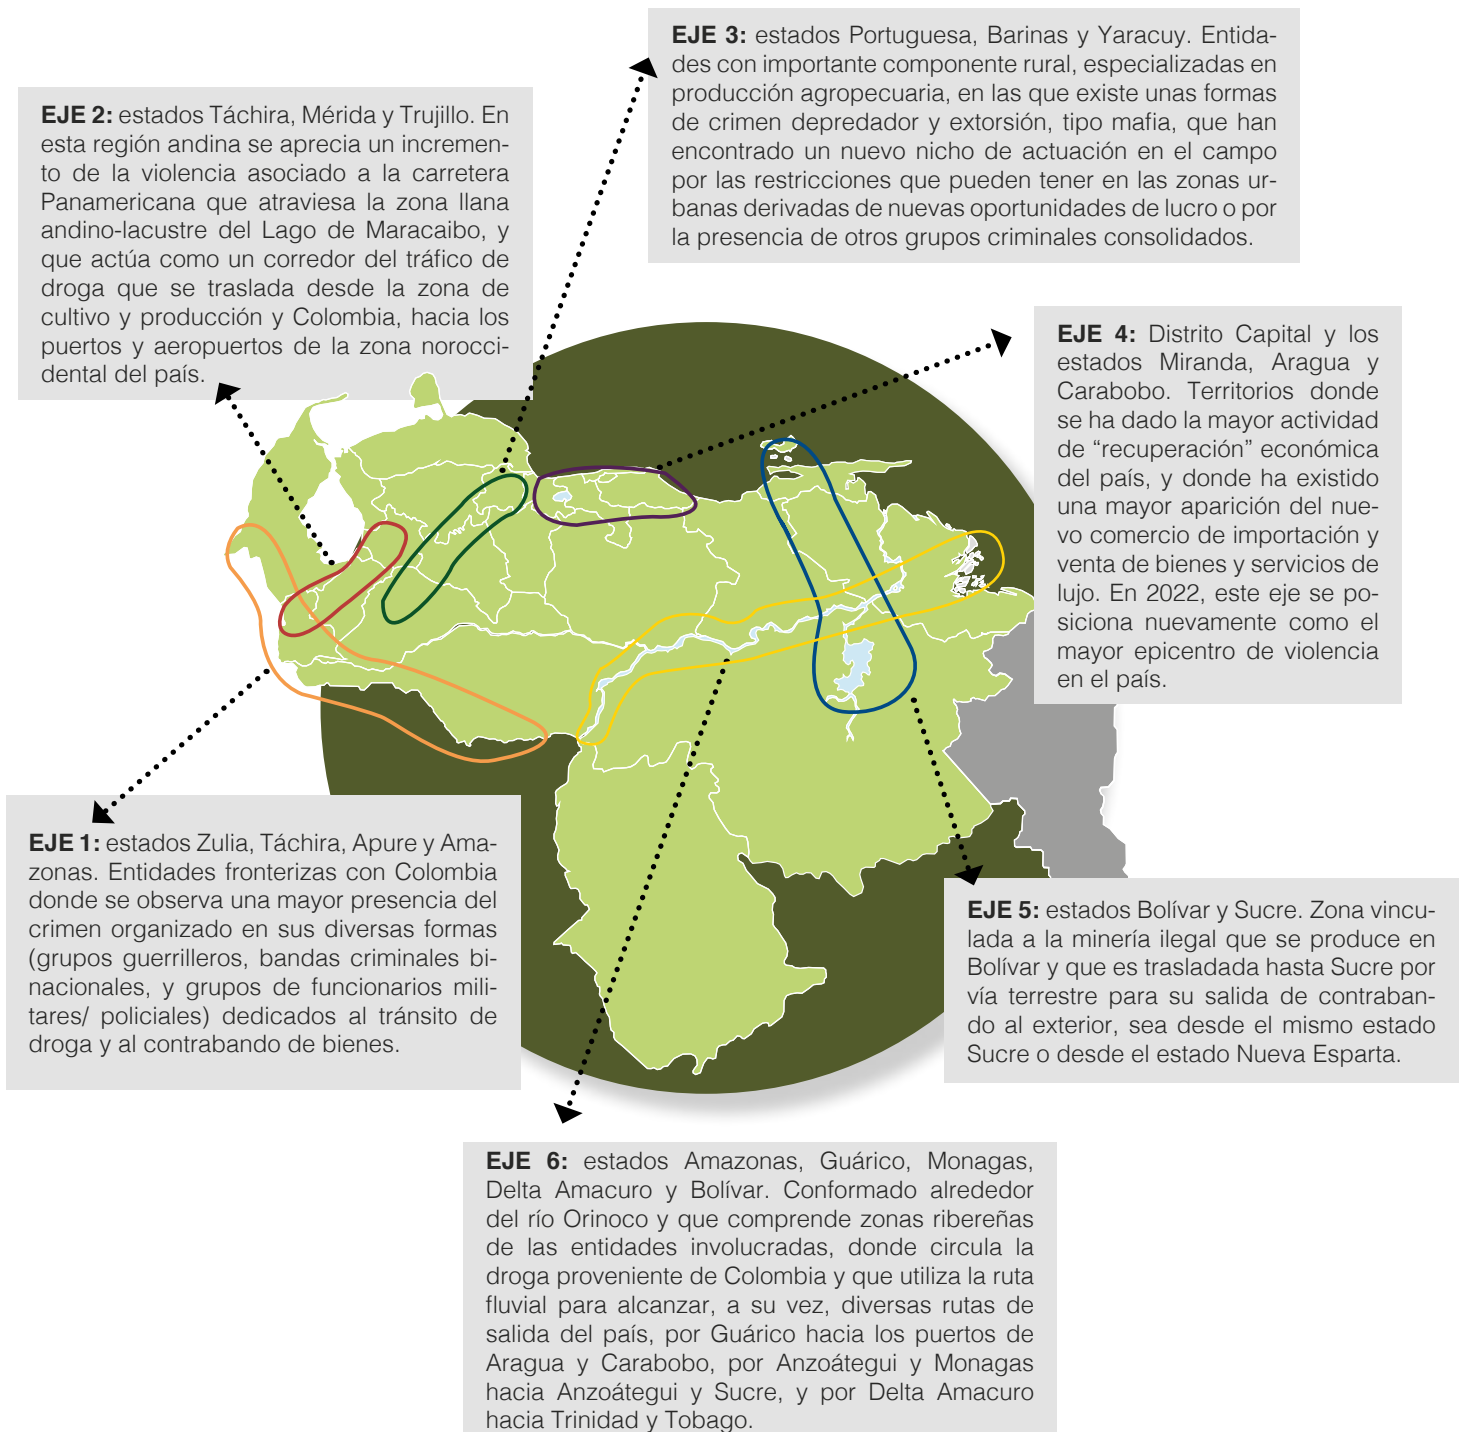 EJE 3: estados Portuguesa, Barinas y Yaracuy. Entida-
des con importante componente rural, especializadas en
producción agropecuaria, en las que existe unas formas
de crimen depredador y extorsión, tipo mafia, que han
encontrado un nuevo nicho de actuación en el campo
por las restricciones que pueden tener en las zonas ur-
banas derivadas de nuevas oportunidades de lucro o por
la presencia de otros grupos criminales consolidados.
EJE 2: estados Táchira, Mérida y Trujillo. En
esta región andina se aprecia un incremen-
to de la violencia asociado a la carretera
Panamericana que atraviesa la zona llana
andino-lacustre del Lago de Maracaibo, y
que actúa como un corredor del tráfico de
droga que se traslada desde la zona de
cultivo y producción y Colombia, hacia los
puertos y aeropuertos de la zona norocci-
dental del país.
EJE 4: Distrito Capital y los
estados Miranda, Aragua y
Carabobo. Territorios donde
se ha dado la mayor actividad
de “recuperación” económica
del país, y donde ha existido
una mayor aparición del nue-
vo comercio de importación y
venta de bienes y servicios de
lujo. En 2022, este eje se po-
siciona nuevamente como el
mayor epicentro de violencia
en el país.
EJE 1: estados Zulia, Táchira, Apure y Ama-
zonas. Entidades fronterizas con Colombia
donde se observa una mayor presencia del
crimen organizado en sus diversas formas
(grupos guerrilleros, bandas criminales bi-
nacionales, y grupos de funcionarios mili-
tares/ policiales) dedicados al tránsito de
droga y al contrabando de bienes.
EJE 5: estados Bolívar y Sucre. Zona vincu-
lada a la minería ilegal que se produce en
Bolívar y que es trasladada hasta Sucre por
vía terrestre para su salida de contraban-
do al exterior, sea desde el mismo estado
Sucre o desde el estado Nueva Esparta.
EJE 6: estados Amazonas, Guárico, Monagas,
Delta Amacuro y Bolívar. Conformado alrededor
del río Orinoco y que comprende zonas ribereñas
de las entidades involucradas, donde circula la
droga proveniente de Colombia y que utiliza la ruta
fluvial para alcanzar, a su vez, diversas rutas de
salida del país, por Guárico hacia los puertos de
Aragua y Carabobo, por Anzoátegui y Monagas
hacia Anzoátegui y Sucre, y por Delta Amacuro
hacia Trinidad y Tobago.